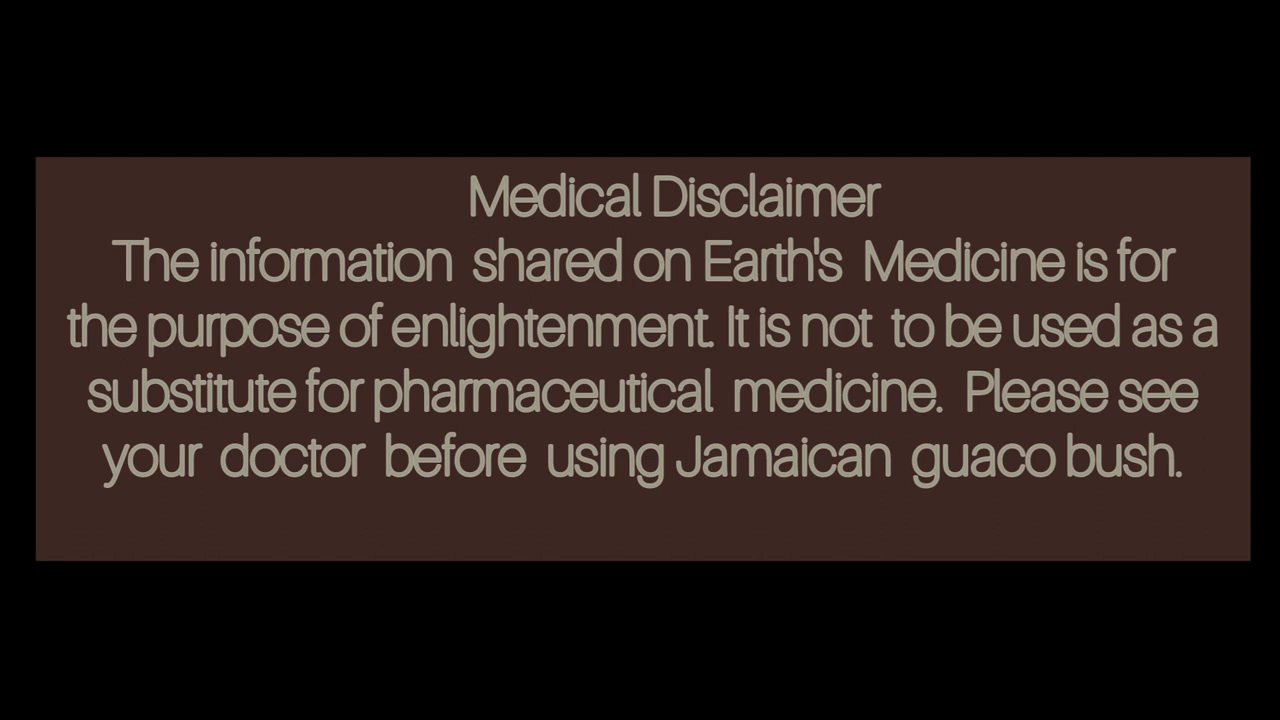 Medical Disclaimer
The information shared on Earth's Medicine is for
the purpose of enlightenment. It is not to be used as a
substitute for pharmaceutical medicine. Please see
your doctor before using Jamaican guaco bush.